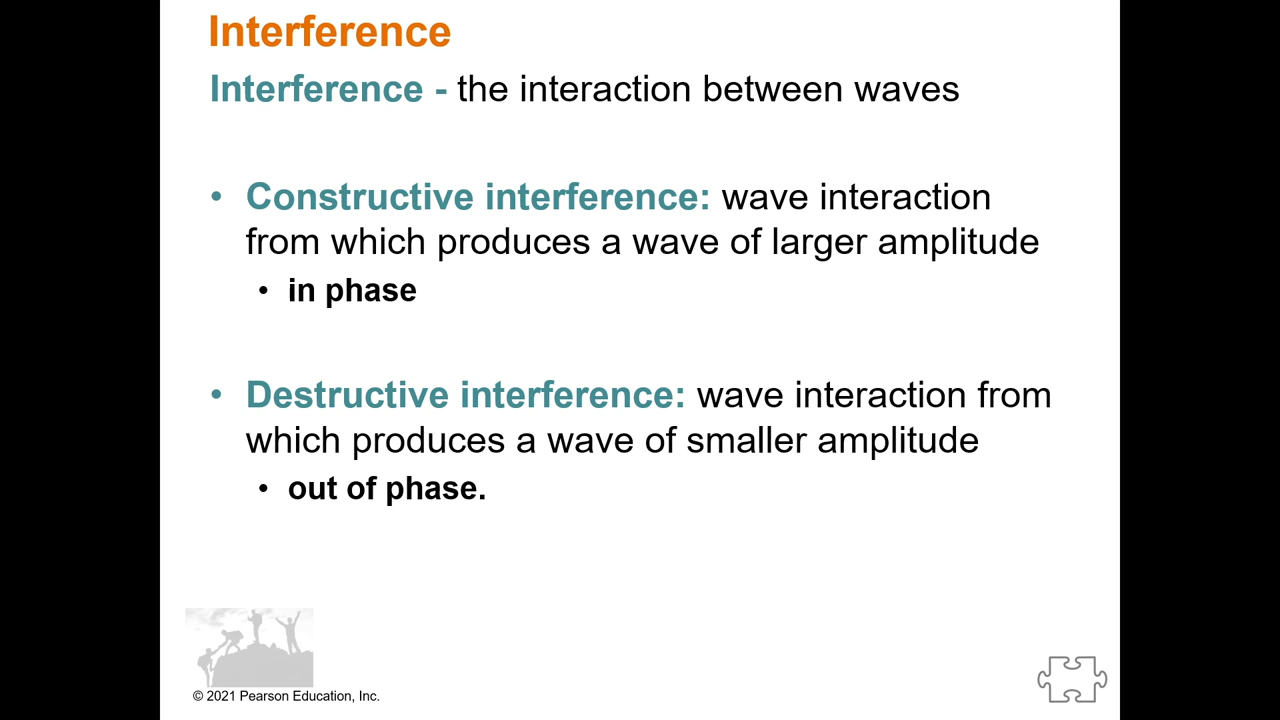 Interference
Interference - the interaction between waves
• Constructive interference: wave interaction
from which produces a wave of larger amplitude
• in phase
• Destructive interference: wave interaction from
which produces a wave of smaller amplitude
• out of phase.
© 2021 Pearson Education, Inc.